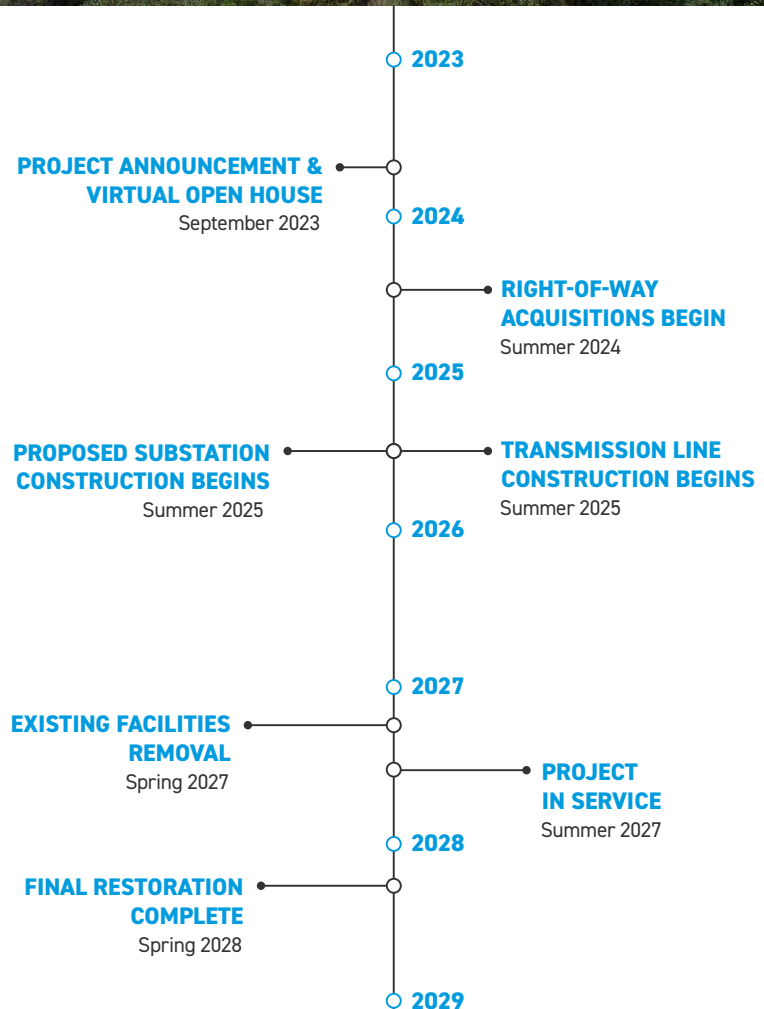 2023
PROJECT ANNOUNCEMENT &
VIRTUAL OPEN HOUSE
September 2023
2024
RIGHT-OF-WAY
ACQUISITIONS BEGIN
Summer 2024
2025
PROPOSED SUBSTATION
CONSTRUCTION BEGINS
Summer 2025
TRANSMISSION LINE
CONSTRUCTION BEGINS
Summer 2025
2026
2027
EXISTING FACILITIES
REMOVAL
Spring 2027
PROJECT
IN SERVICE
Summer 2027
2028
FINAL RESTORATION
COMPLETE
Spring 2028
2029